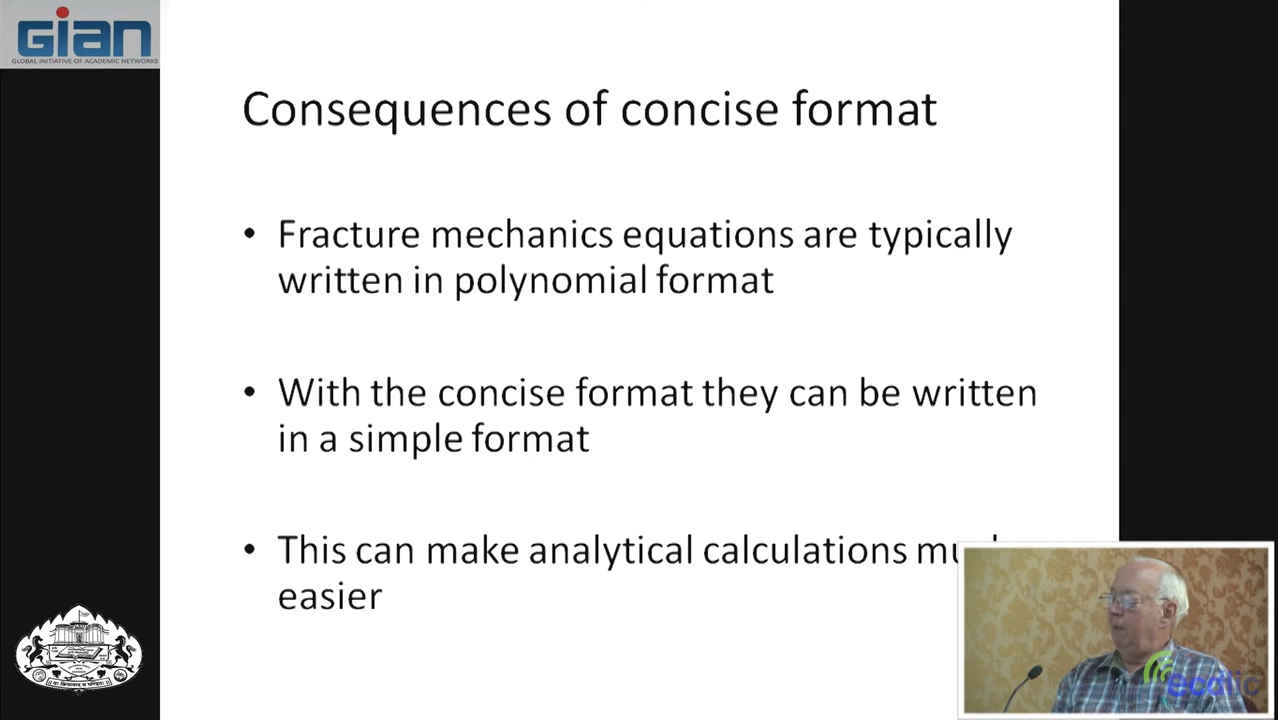 Gian
GLOBAL INITIATIVE OF ACADEMIC NETWORKS
Consequences of concise format
• Fracture mechanics equations are typically
written in polynomial format
• With the concise format they can be written
in a simple format
• This can make analytical calculations
easier